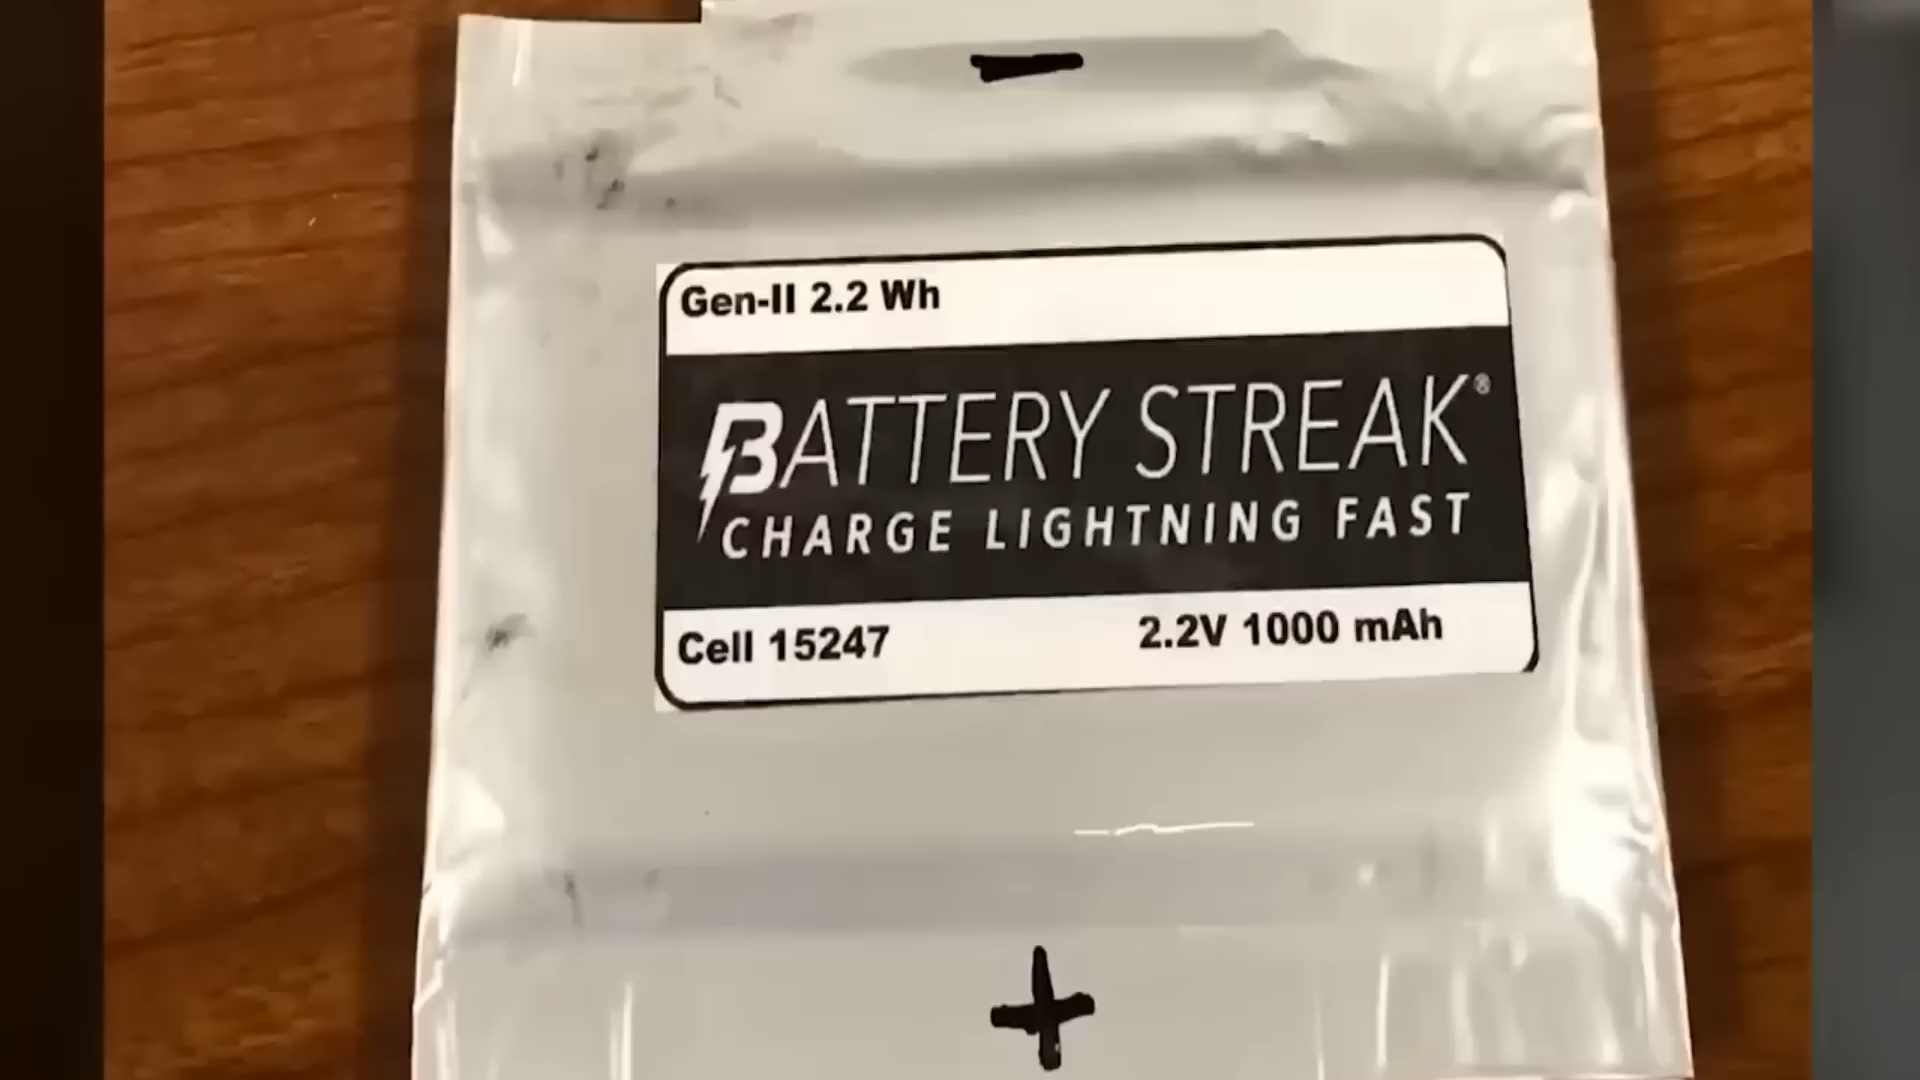 −
Gen-II 2.2 Wh
BATTERY STREAK®
CHARGE LIGHTNING FAST
Cell 15247 2.2V 1000 mAh
+